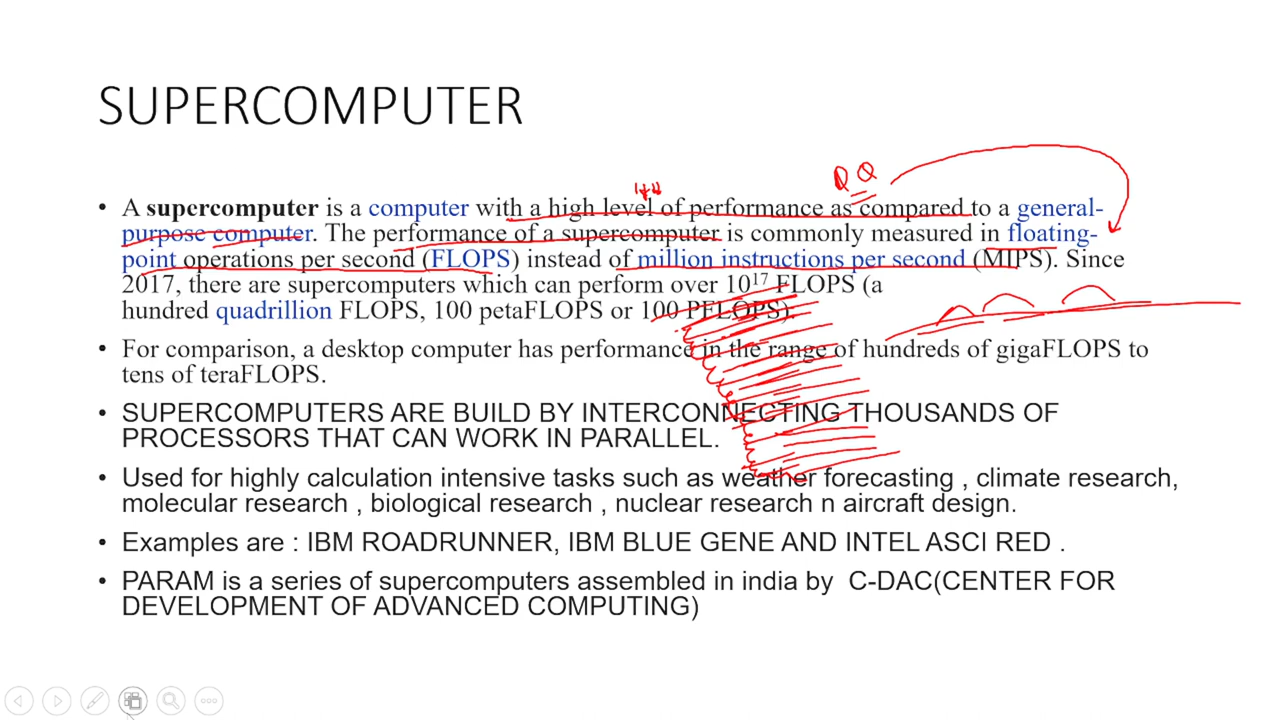 SUPERCOMPUTER
• A supercomputer is a computer with a high level of performance as compared to a general-
purpose computer. The performance of a supercomputer is commonly measured in floating-
point operations per second (FLOPS) instead of million instructions per second (MIPS). Since
2017, there are supercomputers which can perform over 10¹⁷ FLOPS (a
hundred quadrillion FLOPS, 100 petaFLOPS or 100 PFLOPS).
• For comparison, a desktop computer has performance in the range of hundreds of gigaFLOPS to
tens of teraFLOPS.
• SUPERCOMPUTERS ARE BUILD BY INTERCONNECTING THOUSANDS OF
PROCESSORS THAT CAN WORK IN PARALLEL.
• Used for highly calculation intensive tasks such as weather forecasting , climate research,
molecular research , biological research , nuclear research n aircraft design.
• Examples are : IBM ROADRUNNER, IBM BLUE GENE AND INTEL ASCI RED .
• PARAM is a series of supercomputers assembled in india by C-DAC(CENTER FOR
DEVELOPMENT OF ADVANCED COMPUTING)